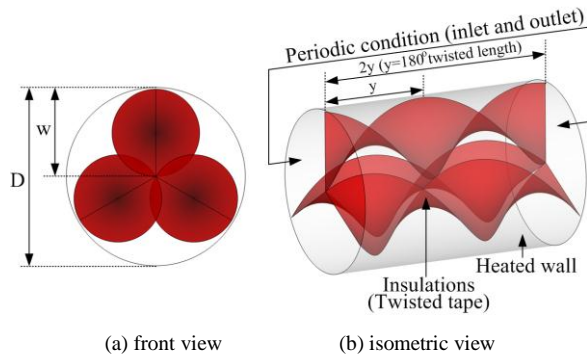 Periodic condition (inlet and outlet)
2y (y=180°twisted length)
y
w
D
Heated wall
Insulations
(Twisted tape)
(a) front view
(b) isometric view